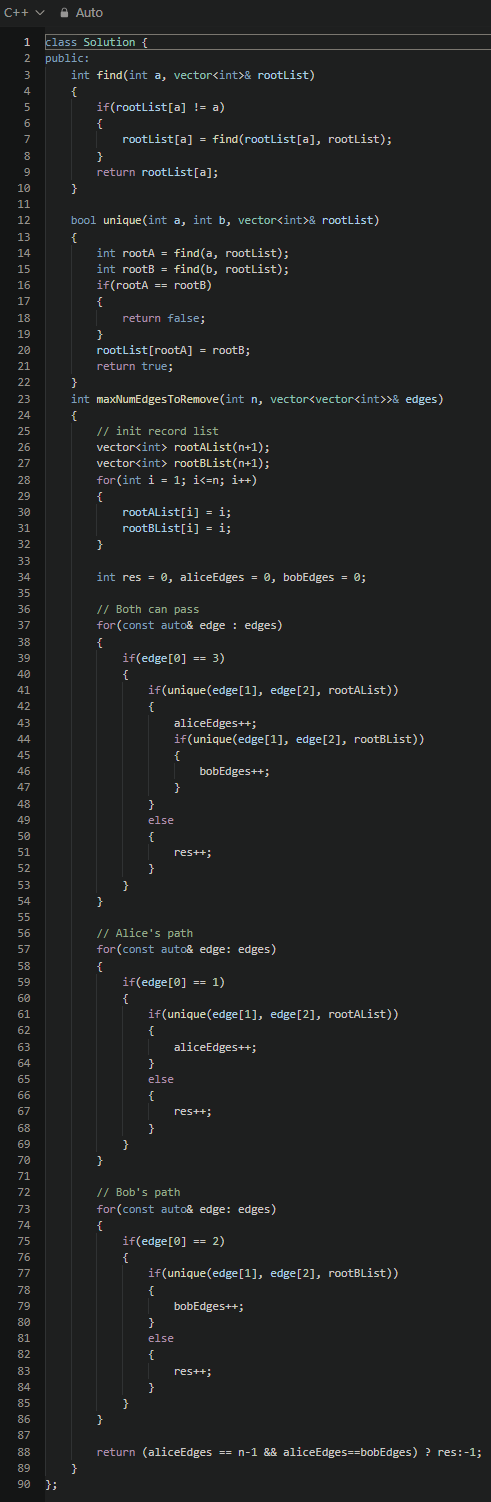 C++ Auto
1 class Solution {
2 public:
3     int find(int a, vector<int>& rootList)
4     {
5         if(rootList[a] != a)
6         {
7             rootList[a] = find(rootList[a], rootList);
8         }
9         return rootList[a];
10     }
11
12     bool unique(int a, int b, vector<int>& rootList)
13     {
14         int rootA = find(a, rootList);
15         int rootB = find(b, rootList);
16         if(rootA == rootB)
17         {
18             return false;
19         }
20         rootList[rootA] = rootB;
21         return true;
22     }
23     int maxNumEdgesToRemove(int n, vector<vector<int>>& edges)
24     {
25         // init record list
26         vector<int> rootAList(n+1);
27         vector<int> rootBList(n+1);
28         for(int i = 1; i<=n; i++)
29         {
30             rootAList[i] = i;
31             rootBList[i] = i;
32         }
33
34         int res = 0, aliceEdges = 0, bobEdges = 0;
35
36         // Both can pass
37         for(const auto& edge : edges)
38         {
39             if(edge[0] == 3)
40             {
41                 if(unique(edge[1], edge[2], rootAList))
42                 {
43                     aliceEdges++;
44                     if(unique(edge[1], edge[2], rootBList))
45                     {
46                         bobEdges++;
47                     }
48                 }
49                 else
50                 {
51                     res++;
52                 }
53             }
54         }
55
56         // Alice's path
57         for(const auto& edge: edges)
58         {
59             if(edge[0] == 1)
60             {
61                 if(unique(edge[1], edge[2], rootAList))
62                 {
63                     aliceEdges++;
64                 }
65                 else
66                 {
67                     res++;
68                 }
69             }
70         }
71
72         // Bob's path
73         for(const auto& edge: edges)
74         {
75             if(edge[0] == 2)
76             {
77                 if(unique(edge[1], edge[2], rootBList))
78                 {
79                     bobEdges++;
80                 }
81                 else
82                 {
83                     res++;
84                 }
85             }
86         }
87
88         return (aliceEdges == n-1 && aliceEdges==bobEdges) ? res:-1;
89     }
90 };